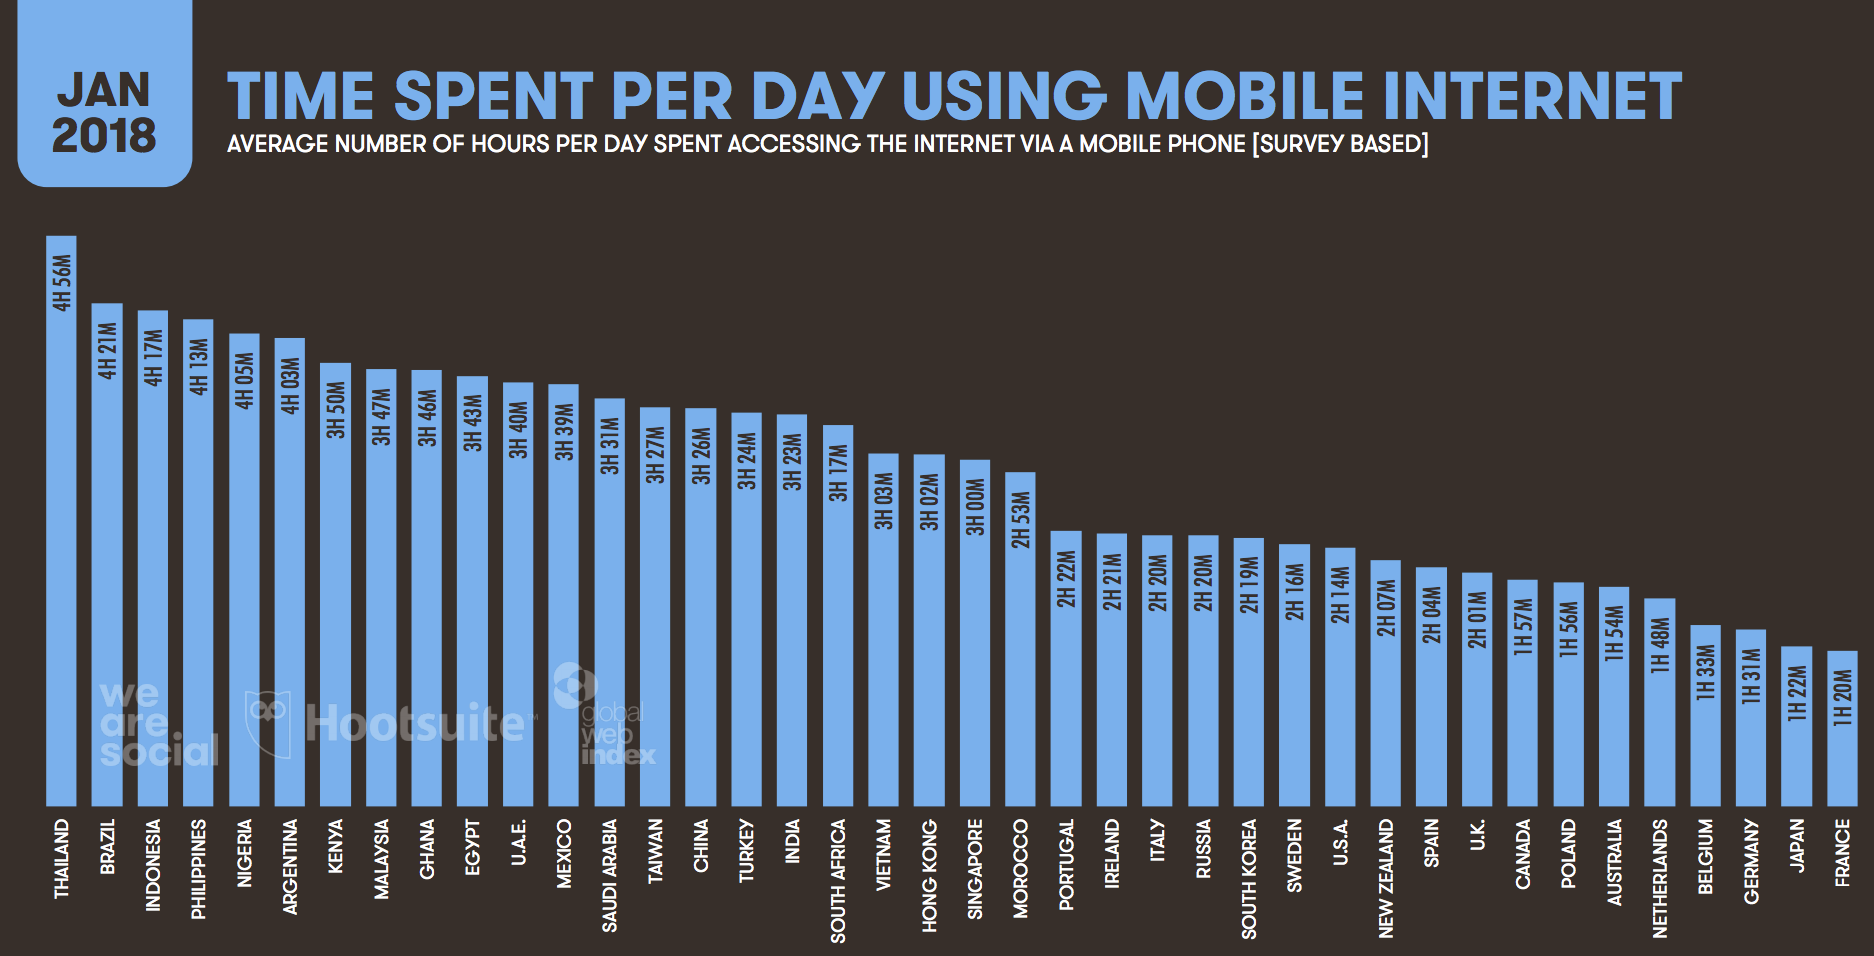 JAN
2018
TIME SPENT PER DAY USING MOBILE INTERNET
AVERAGE NUMBER OF HOURS PER DAY SPENT ACCESSING THE INTERNET VIA A MOBILE PHONE [SURVEY BASED]
4H 56M
4H 21M
4H 17M
4H 13M
4H 05M
4H 03M
3H 50M
3H 47M
3H 46M
3H 43M
3H 40M
3H 39M
3H 31M
3H 27M
3H 26M
3H 24M
3H 23M
3H 17M
3H 03M
3H 02M
3H 00M
2H 53M
2H 22M
2H 21M
2H 20M
2H 20M
2H 19M
2H 16M
2H 14M
2H 07M
2H 04M
2H 01M
1H 57M
1H 56M
1H 54M
1H 48M
1H 33M
1H 31M
1H 22M
1H 20M
we
are
social
Hootsuite™
global
web
index
THAILAND
BRAZIL
INDONESIA
PHILIPPINES
NIGERIA
ARGENTINA
KENYA
MALAYSIA
GHANA
EGYPT
U.A.E.
MEXICO
SAUDI ARABIA
TAIWAN
CHINA
TURKEY
INDIA
SOUTH AFRICA
VIETNAM
HONG KONG
SINGAPORE
MOROCCO
PORTUGAL
IRELAND
ITALY
RUSSIA
SOUTH KOREA
SWEDEN
U.S.A.
NEW ZEALAND
SPAIN
U.K.
CANADA
POLAND
AUSTRALIA
NETHERLANDS
BELGIUM
GERMANY
JAPAN
FRANCE